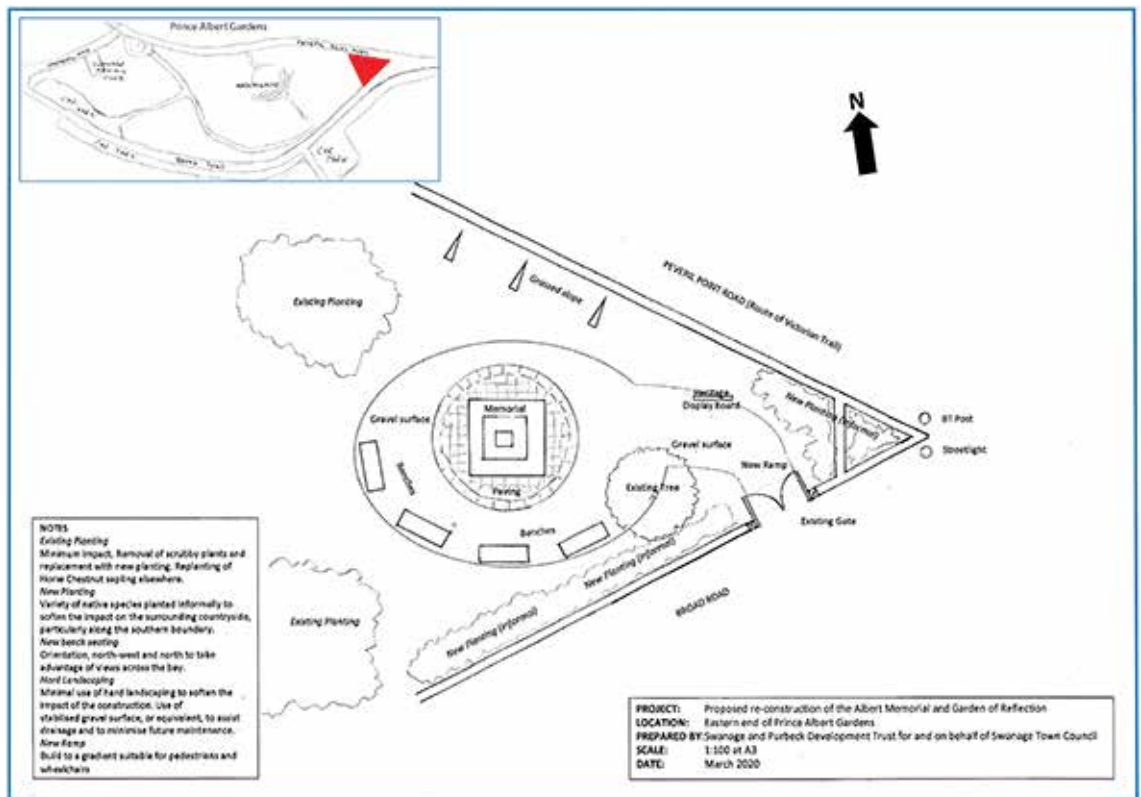 Prince Albert Gardens
PEVERIL POINT ROAD
CAR PARK
N
PEVERIL POINT ROAD (Route of Victorian Trail)
Grassed slope
Existing Planting
Heritage
Display Board
New Planting (Informal)
BT Post
Streetlight
Gravel surface
Memorial
Gravel surface
New Ramp
Existing Tree
Paving
Benches
Benches
Existing Gate
New Planting (Informal)
New Planting (Informal)
BROAD ROAD
Existing Planting
NOTES
Existing Planting
Minimum impact. Removal of scrubby plants and
replacement with new planting. Replanting of
Horse Chestnut sapling elsewhere.
New Planting
Variety of native species planted informally to
soften the impact on the surrounding countryside,
particularly along the southern boundary.
New bench seating
Orientation, north-west and north to take
advantage of views across the bay.
Hard Landscaping
Minimal use of hard landscaping to soften the
impact of the construction. Use of
stabilised gravel surface, or equivalent, to assist
drainage and to minimise future maintenance.
New Ramp
Build to a gradient suitable for pedestrians and
wheelchairs
PROJECT: Proposed re-construction of the Albert Memorial and Garden of Reflection
LOCATION: Eastern end of Prince Albert Gardens
PREPARED BY: Swanage and Purbeck Development Trust for and on behalf of Swanage Town Council
SCALE: 1:100 at A3
DATE: March 2020